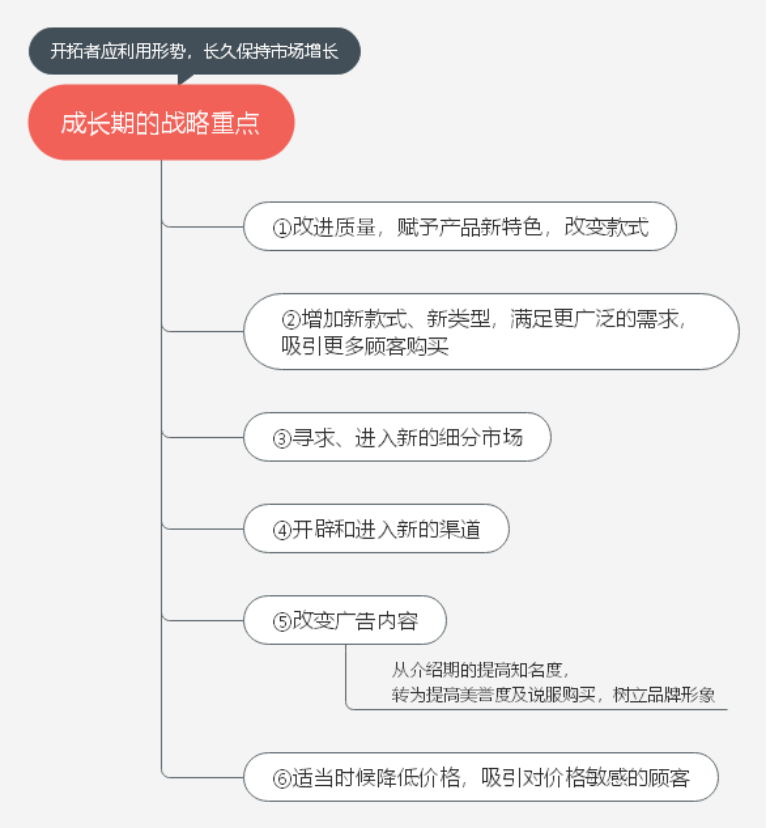 开拓者应利用形势，长久保持市场增长
成长期的战略重点
①改进质量，赋予产品新特色，改变款式
②增加新款式、新类型，满足更广泛的需求，
吸引更多顾客购买
③寻求、进入新的细分市场
④开辟和进入新的渠道
⑤改变广告内容
从介绍期的提高知名度，
转为提高美誉度及说服购买，树立品牌形象
⑥适当时候降低价格，吸引对价格敏感的顾客